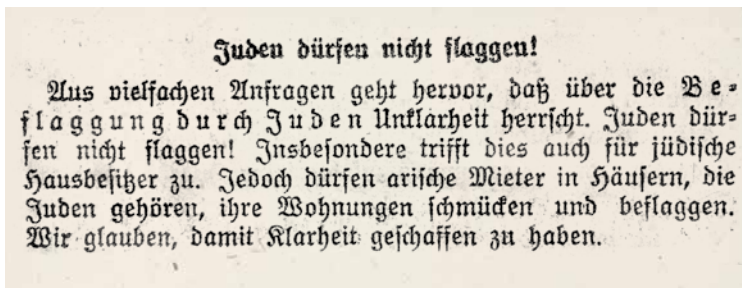 Juden dürfen nicht flaggen!
Aus vielfachen Anfragen geht hervor, daß über die Be-
flaggung durch Juden Unklarheit herrscht. Juden dür-
fen nicht flaggen! Insbesondere trifft dies auch für jüdische
Hausbesitzer zu. Jedoch dürfen arische Mieter in Häusern, die
Juden gehören, ihre Wohnungen schmücken und beflaggen.
Wir glauben, damit Klarheit geschaffen zu haben.